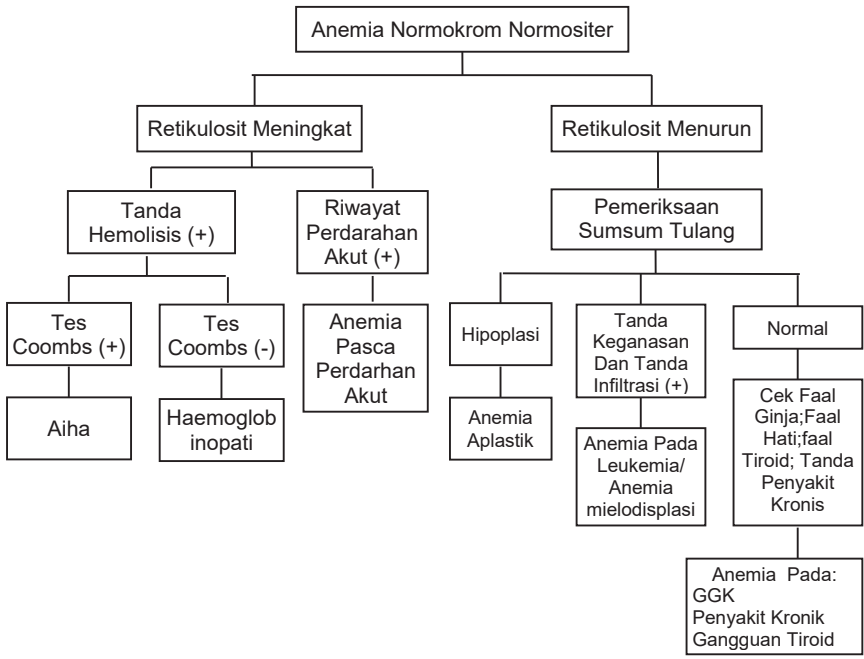 Anemia Normokrom Normositer
Retikulosit Meningkat
Retikulosit Menurun
Tanda
Hemolisis (+)
Riwayat
Perdarahan
Akut (+)
Pemeriksaan
Sumsum Tulang
Tes
Coombs (+)
Tes
Coombs (-)
Anemia
Pasca
Perdarhan
Akut
Hipoplasi
Tanda
Keganasan
Dan Tanda
Infiltrasi (+)
Normal
Aiha
Haemoglob
inopati
Anemia
Aplastik
Anemia Pada
Leukemia/
Anemia
mielodisplasi
Cek Faal
Ginja;Faal
Hati;faal
Tiroid; Tanda
Penyakit
Kronis
Anemia Pada:
GGK
Penyakit Kronik
Gangguan Tiroid